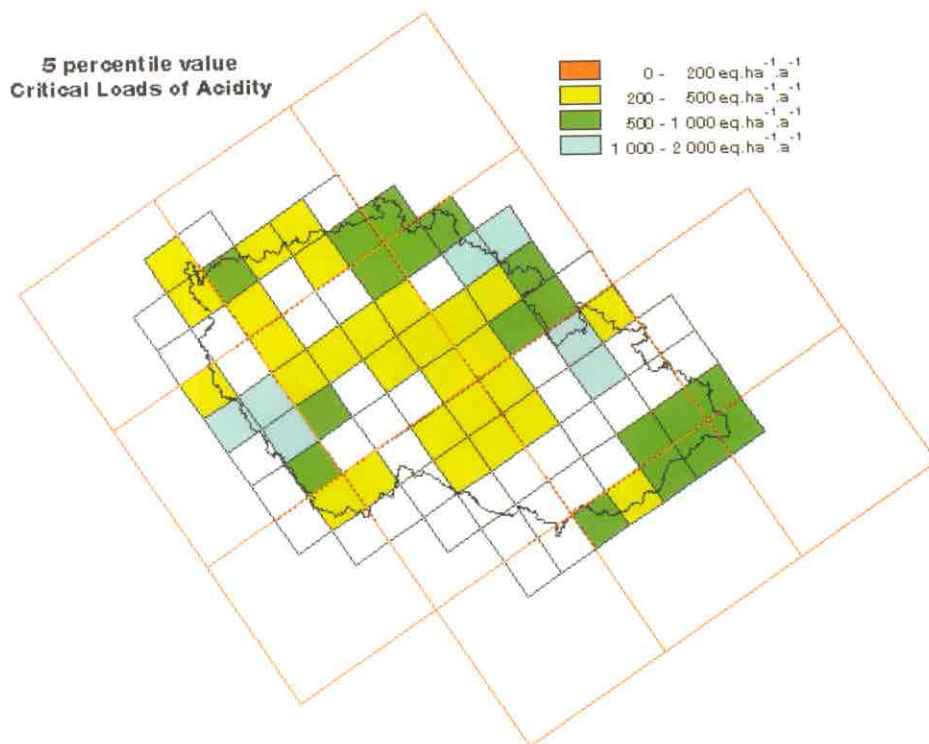 5 percentile value
Critical Loads of Acidity
0 - 200 eq.ha⁻¹.a⁻¹
200 - 500 eq.ha⁻¹.a⁻¹
500 - 1 000 eq.ha⁻¹.a⁻¹
1 000 - 2 000 eq.ha⁻¹.a⁻¹